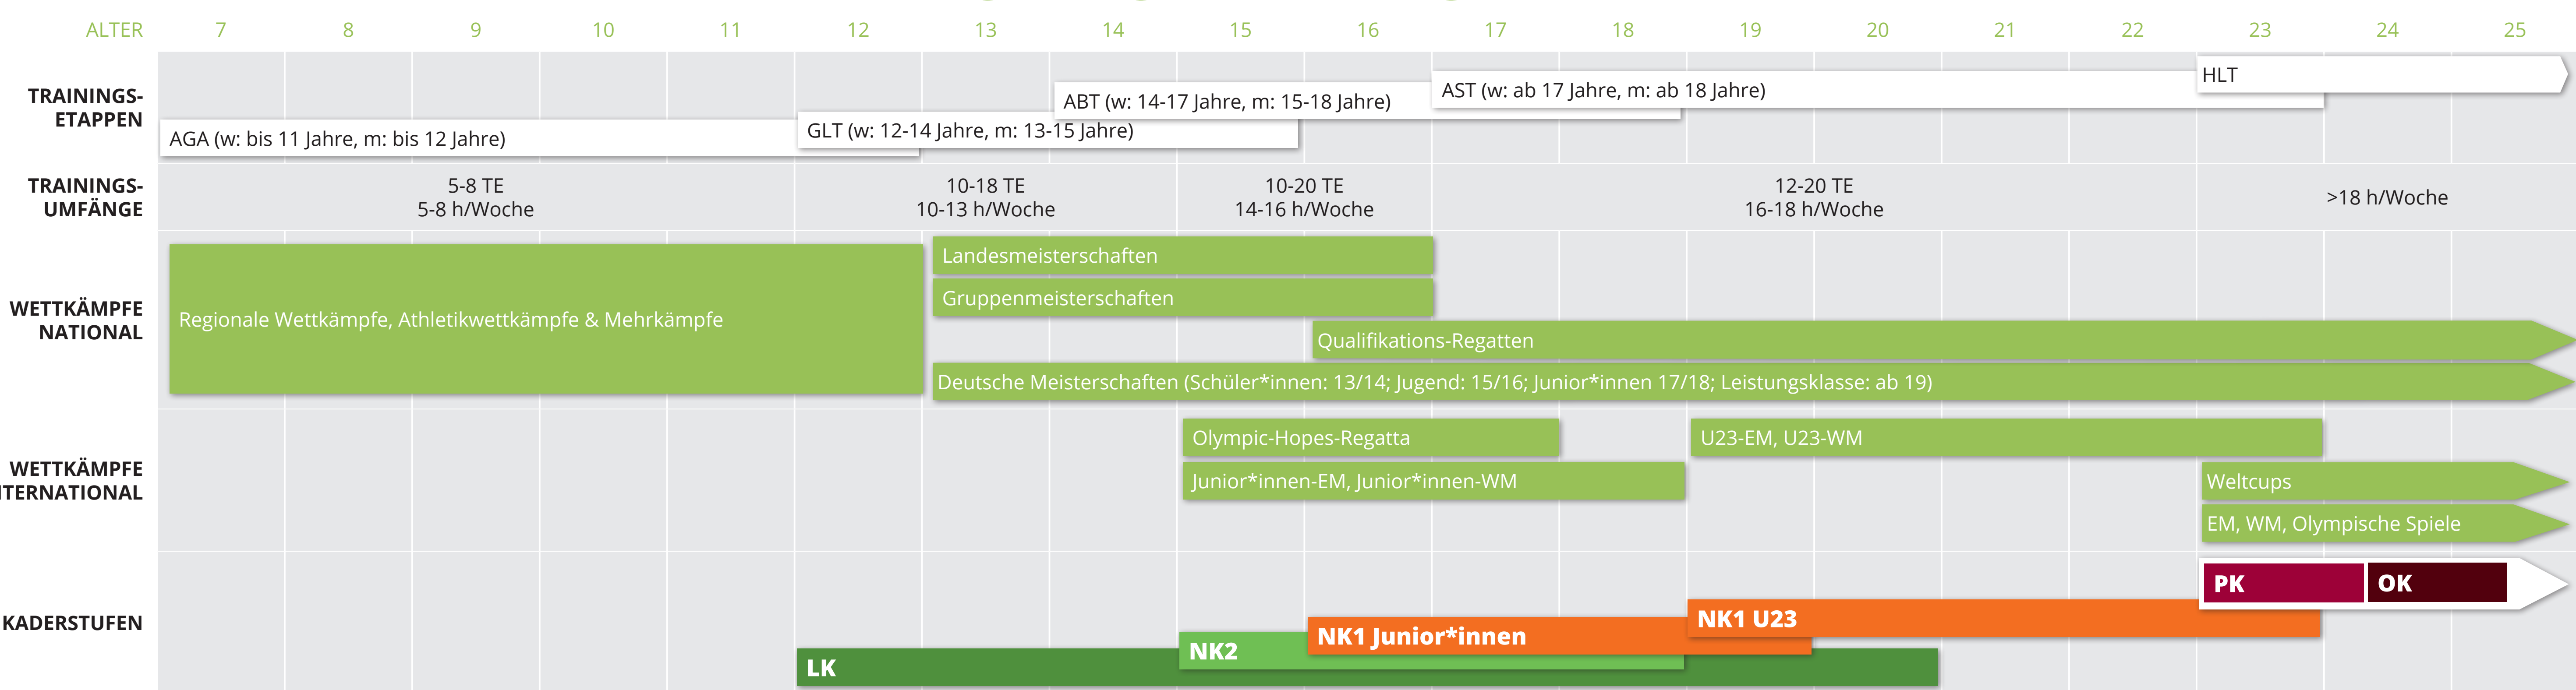 ALTER 7 8 9 10 11 12 13 14 15 16 17 18 19 20 21 22 23 24 25
TRAININGS-
ETAPPEN
HLT
AST (w: ab 17 Jahre, m: ab 18 Jahre)
ABT (w: 14-17 Jahre, m: 15-18 Jahre)
GLT (w: 12-14 Jahre, m: 13-15 Jahre)
AGA (w: bis 11 Jahre, m: bis 12 Jahre)
TRAININGS-
UMFÄNGE
5-8 TE
5-8 h/Woche
10-18 TE
10-13 h/Woche
10-20 TE
14-16 h/Woche
12-20 TE
16-18 h/Woche
>18 h/Woche
WETTKÄMPFE
NATIONAL
Regionale Wettkämpfe, Athletikwettkämpfe & Mehrkämpfe
Landesmeisterschaften
Gruppenmeisterschaften
Qualifikations-Regatten
Deutsche Meisterschaften (Schüler*innen: 13/14; Jugend: 15/16; Junior*innen 17/18; Leistungsklasse: ab 19)
WETTKÄMPFE
NTERNATIONAL
Olympic-Hopes-Regatta
U23-EM, U23-WM
Junior*innen-EM, Junior*innen-WM
Weltcups
EM, WM, Olympische Spiele
KADERSTUFEN
PK
OK
NK1 U23
NK1 Junior*innen
NK2
LK